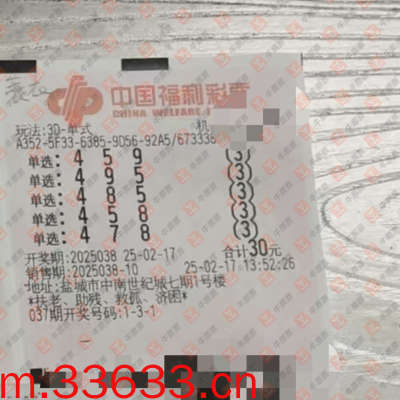 中国福利彩票
CHINA WELFARE
玩法:3D-单式 机
A352-5F33-6385-9D56-92A5/673338
单选: 4 5 9 (3)
单选: 4 9 5 (3)
单选: 4 8 5 (3)
单选: 4 5 8 (3)
单选: 4 7 8 (3)
开奖期:2025038 25-02-17 合计30元
销售期:2025038-10 25-02-17 13:52:26
地址:盐城市中南世纪城七期1号楼
*扶老、助残、救孤、济困*
037期开奖号码:1-3-1
m.33633.com